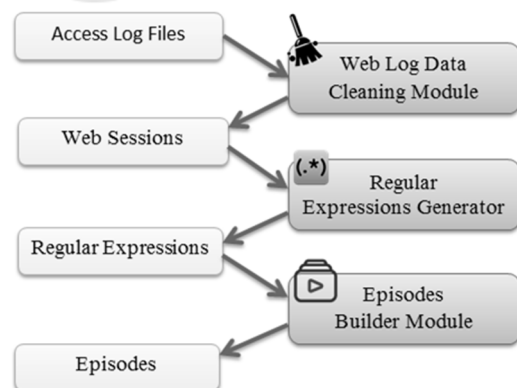 Access Log Files
Web Log Data
Cleaning Module
Web Sessions
(.*)
Regular
Expressions Generator
Regular Expressions
Episodes
Builder Module
Episodes